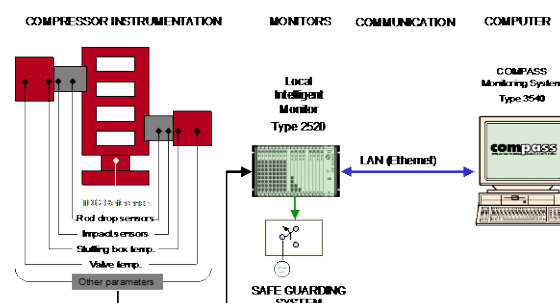 COMPRESSOR INSTRUMENTATION
MONITORS
COMMUNICATION
COMPUTER
Local
Intelligent
Monitor
Type 2520
COMPASS
Monitoring System
Type 3540
compass
LAN (Ethernet)
Rod drop sensors
Impact sensors
Stuffing box temp.
Valve temp.
Other parameters
SAFE GUARDING
SYSTEM